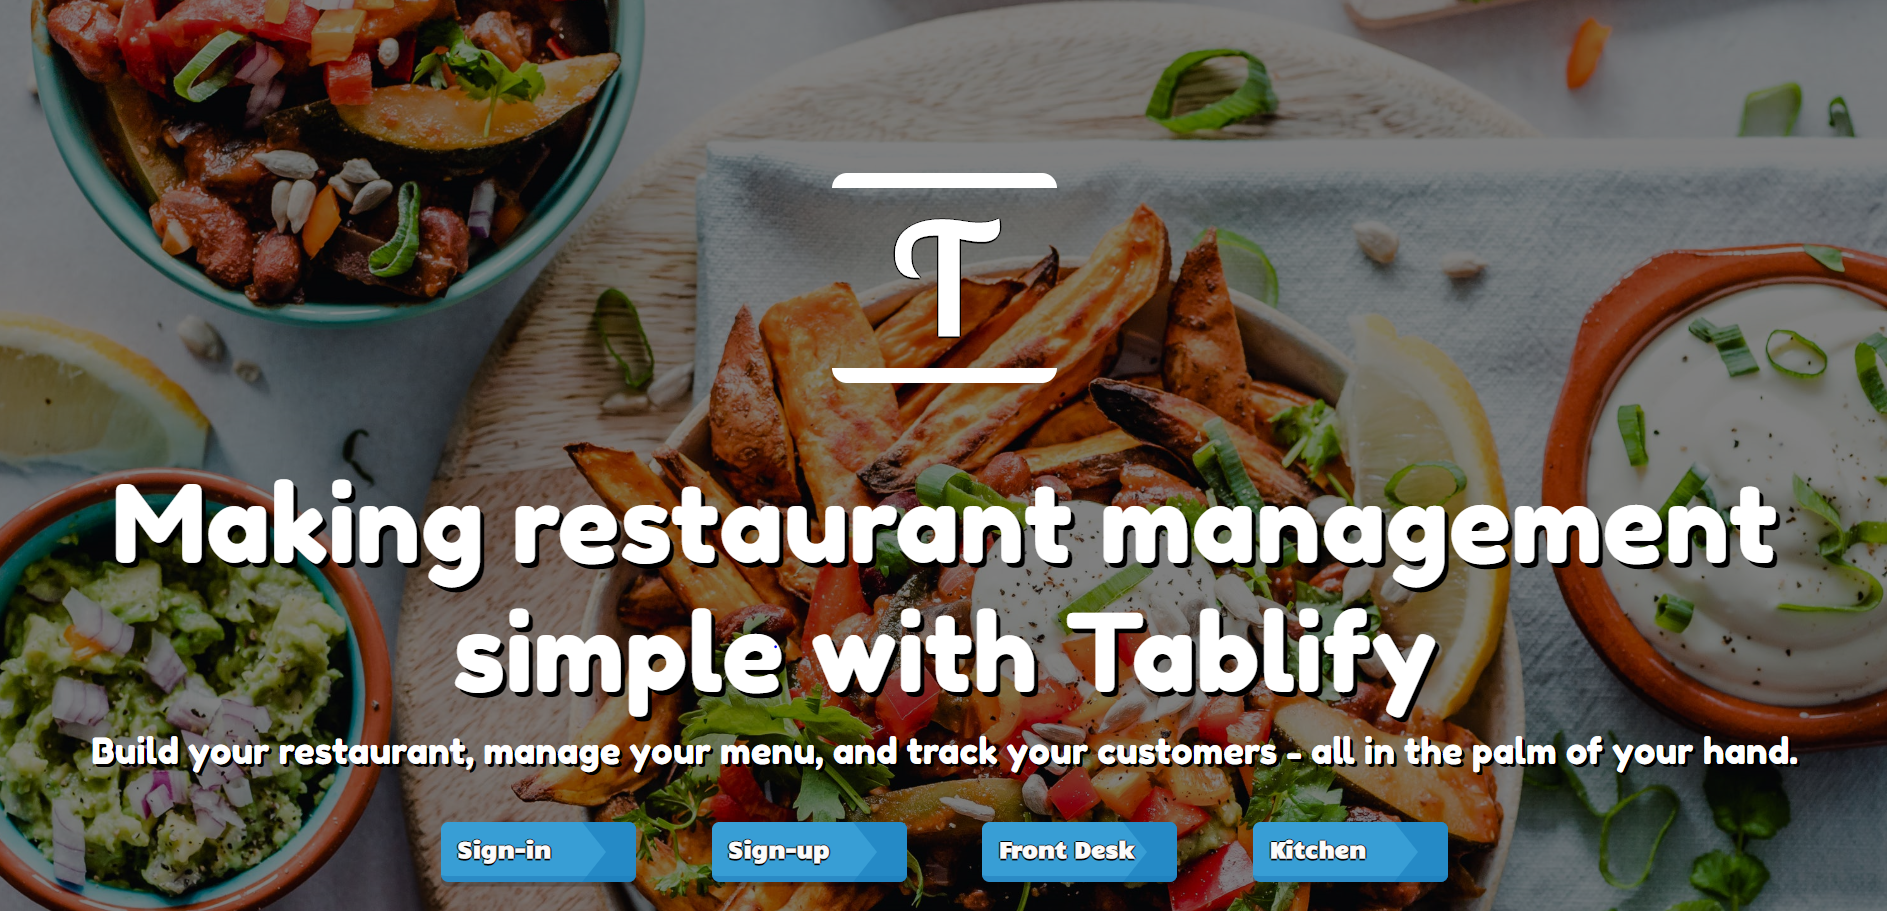 T
Making restaurant management
simple with Tablify
Build your restaurant, manage your menu, and track your customers - all in the palm of your hand.
Sign-in
Sign-up
Front Desk
Kitchen